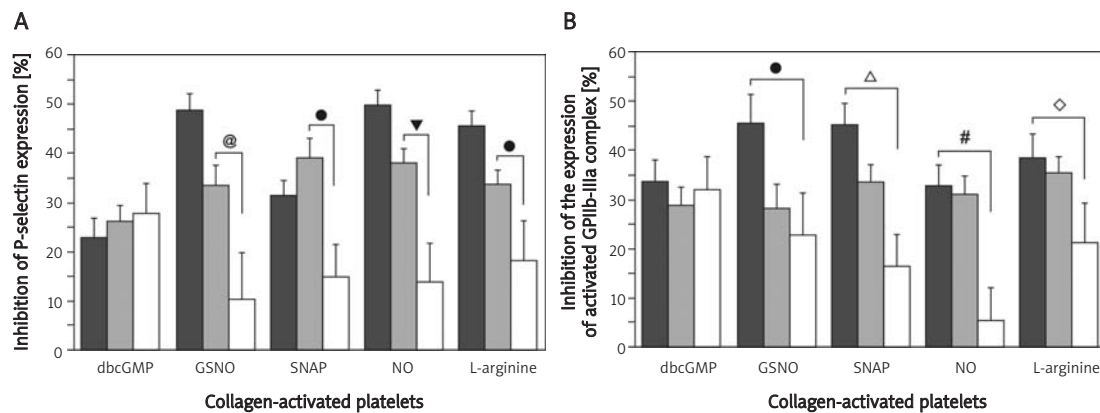 A
Inhibition of P-selectin expression [%]
60
50
40
30
20
10
0
@
●
▼
●
dbcGMP GSNO SNAP NO L-arginine
Collagen-activated platelets
B
Inhibition of the expression
of activated GPIIb-IIIa complex [%]
60
50
40
30
20
10
0
●
△
#
◇
dbcGMP GSNO SNAP NO L-arginine
Collagen-activated platelets